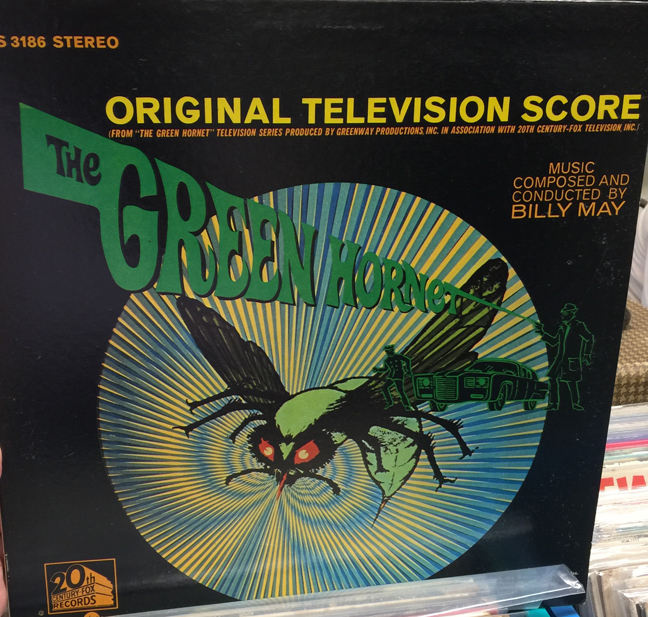 S 3186 STEREO
ORIGINAL TELEVISION SCORE
(FROM "THE GREEN HORNET" TELEVISION SERIES PRODUCED BY GREENWAY PRODUCTIONS, INC. IN ASSOCIATION WITH 20TH CENTURY-FOX TELEVISION, INC.)
THE GREEN HORNET
MUSIC
COMPOSED AND
CONDUCTED BY
BILLY MAY
20th
CENTURY FOX
RECORDS